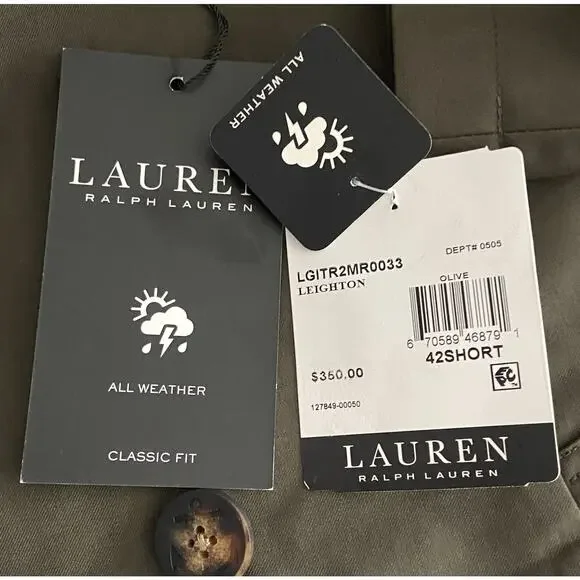 LAUREN
RALPH LAUREN
ALL WEATHER
CLASSIC FIT
ALL WEATHER
DEPT# 0505
LGITR2MR0033
LEIGHTON
OLIVE
6 70589 46879 1
42SHORT
$350.00
127849-00050
LAUREN
RALPH LAUREN